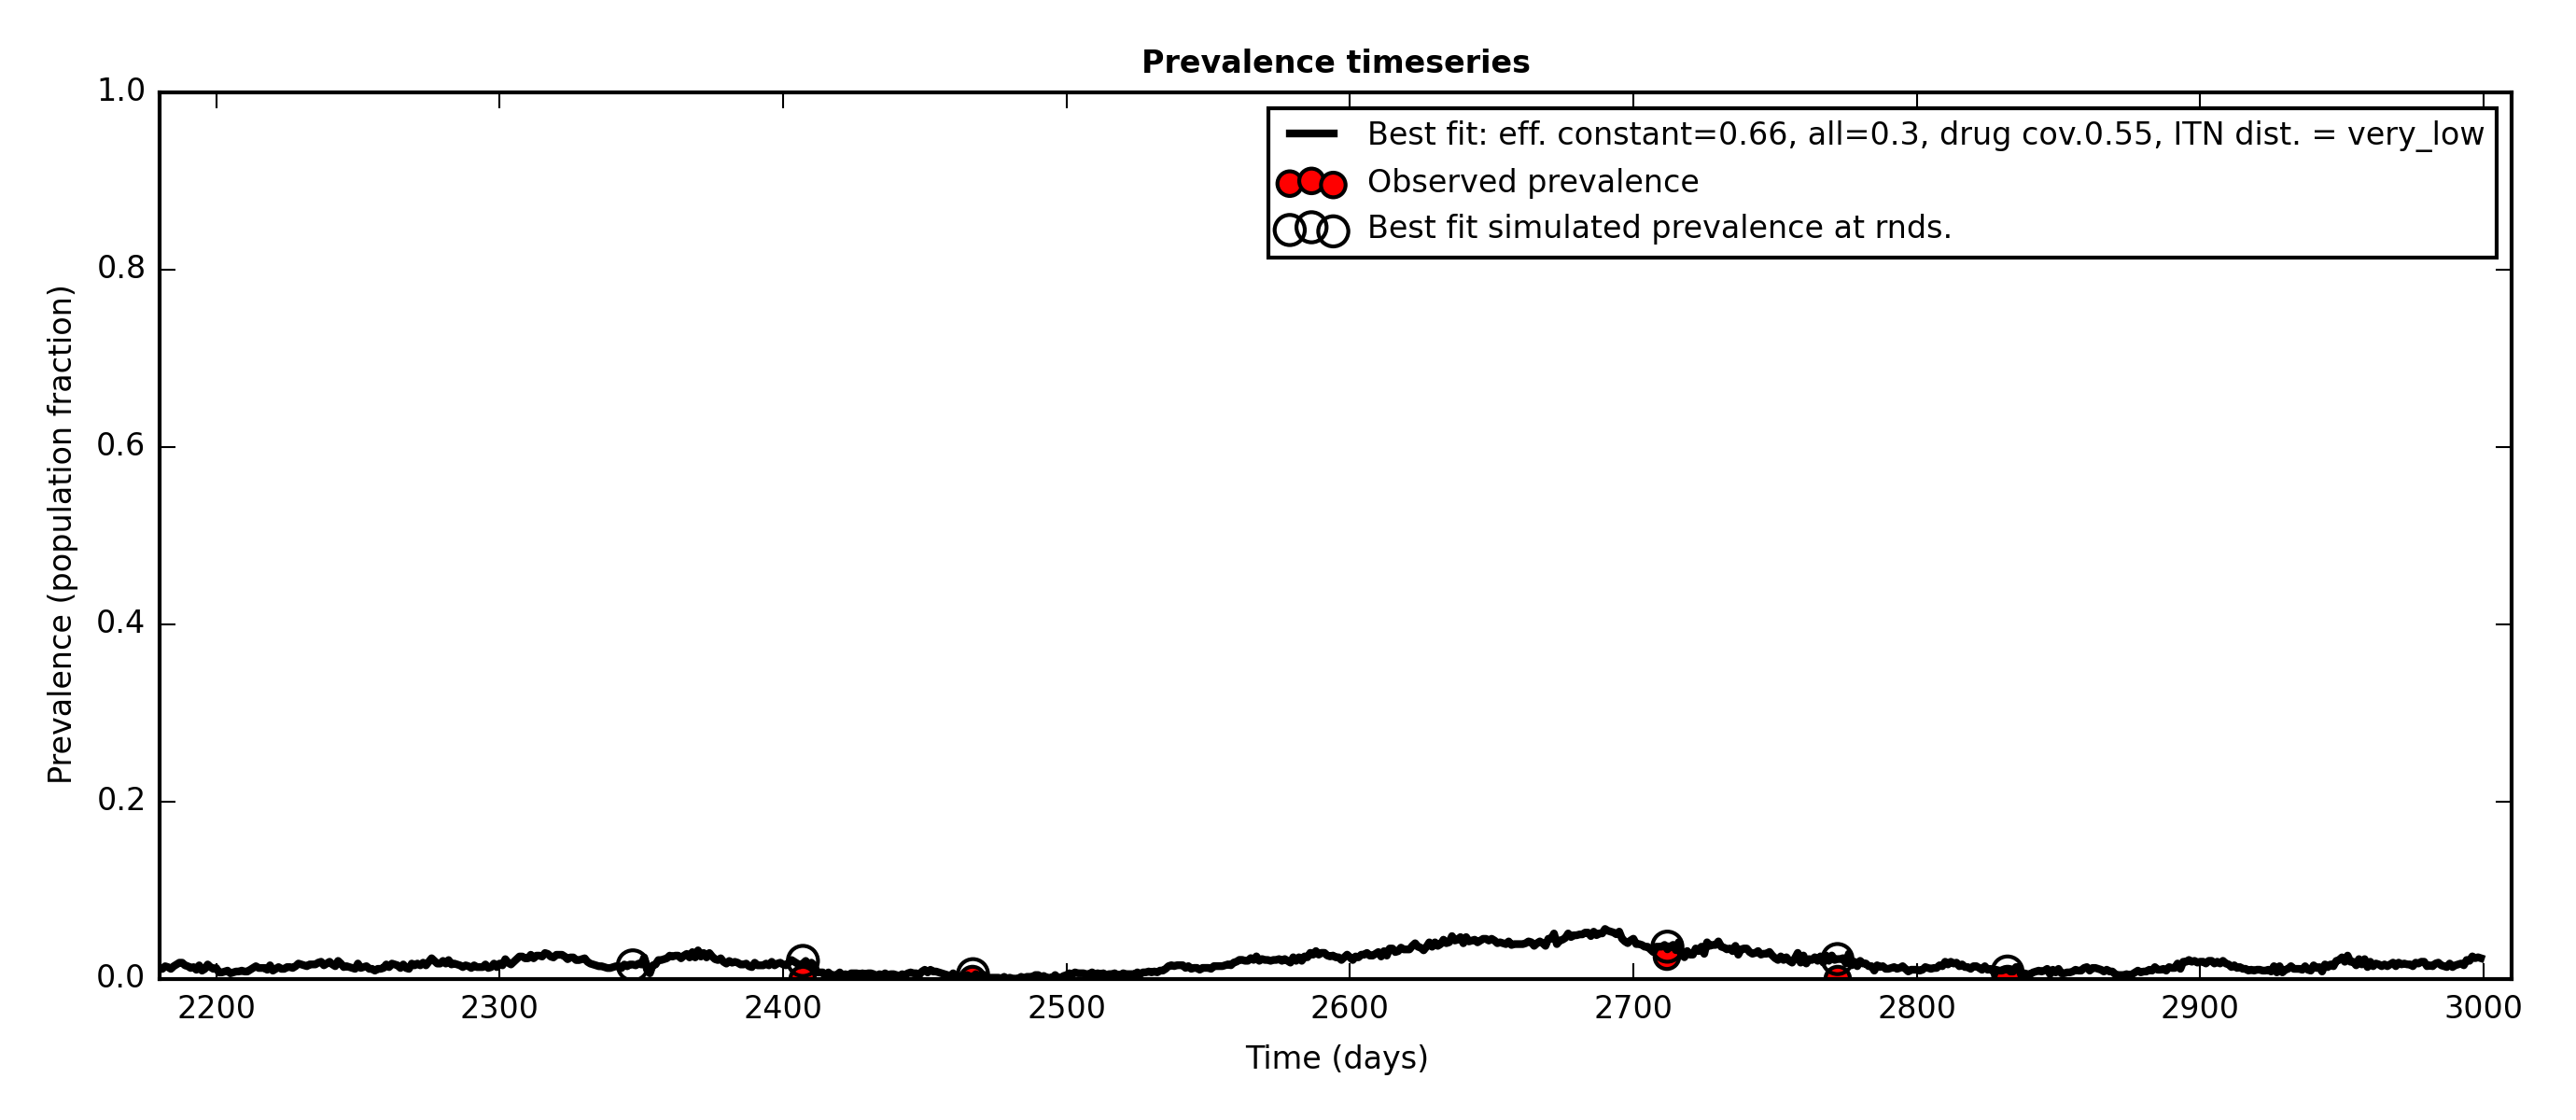 Prevalence timeseries
1.0
0.8
0.6
0.4
0.2
0.0
Prevalence (population fraction)
Best fit: eff. constant=0.66, all=0.3, drug cov.0.55, ITN dist. = very_low
Observed prevalence
Best fit simulated prevalence at rnds.
2200 2300 2400 2500 2600 2700 2800 2900 3000
Time (days)